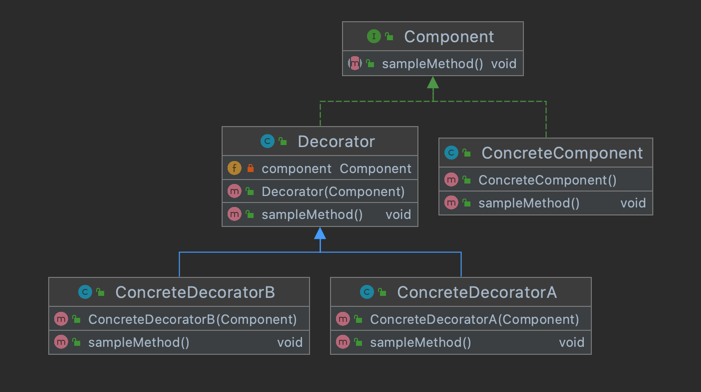 I Component
m sampleMethod() void
C Decorator
f component Component
m Decorator(Component)
m sampleMethod() void
C ConcreteComponent
m ConcreteComponent()
m sampleMethod() void
C ConcreteDecoratorB
m ConcreteDecoratorB(Component)
m sampleMethod() void
C ConcreteDecoratorA
m ConcreteDecoratorA(Component)
m sampleMethod() void